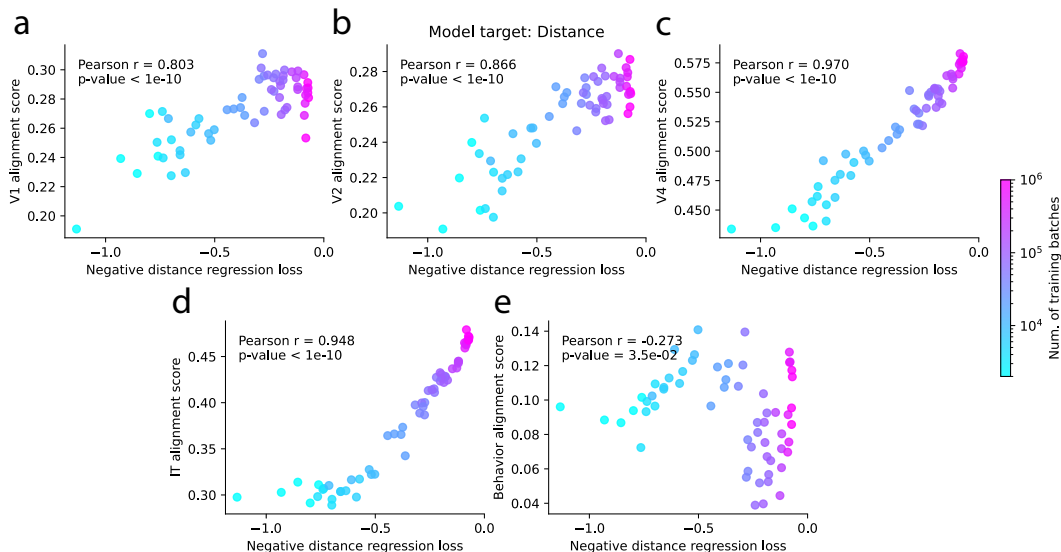 a
b
Model target: Distance
c
Pearson r = 0.803
p-value < 1e-10
V1 alignment score
0.30
0.28
0.26
0.24
0.22
0.20
−1.0
−0.5
0.0
Negative distance regression loss
Pearson r = 0.866
p-value < 1e-10
V2 alignment score
0.28
0.26
0.24
0.22
0.20
−1.0
−0.5
0.0
Negative distance regression loss
Pearson r = 0.970
p-value < 1e-10
V4 alignment score
0.575
0.550
0.525
0.500
0.475
0.450
−1.0
−0.5
0.0
Negative distance regression loss
d
Pearson r = 0.948
p-value < 1e-10
IT alignment score
0.45
0.40
0.35
0.30
−1.0
−0.5
0.0
Negative distance regression loss
e
Pearson r = -0.273
p-value = 3.5e-02
Behavior alignment score
0.14
0.12
0.10
0.08
0.06
0.04
−1.0
−0.5
0.0
Negative distance regression loss
10⁶
10⁵
10⁴
Num. of training batches